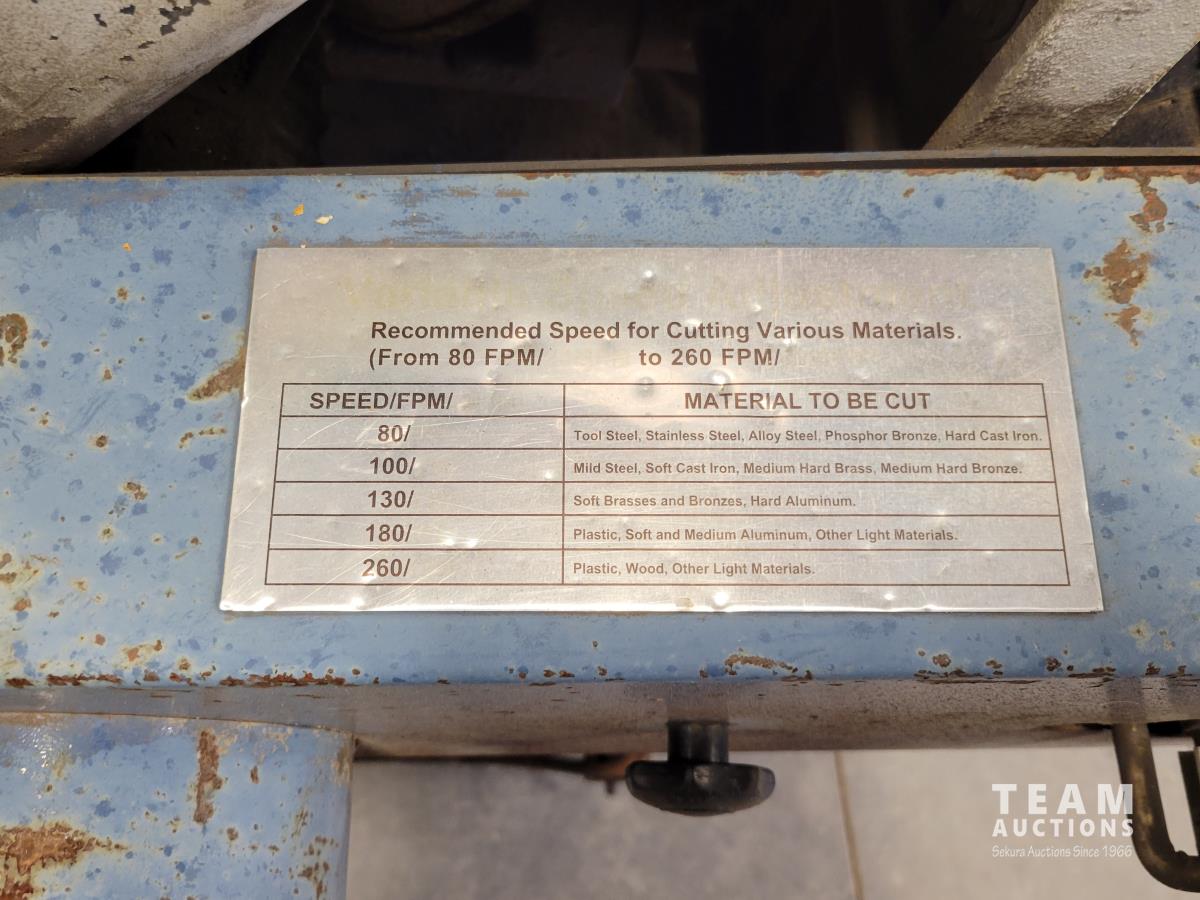 Recommended Speed for Cutting Various Materials.
(From 80 FPM/ to 260 FPM/
SPEED/FPM/ MATERIAL TO BE CUT
80/ Tool Steel, Stainless Steel, Alloy Steel, Phosphor Bronze, Hard Cast Iron.
100/ Mild Steel, Soft Cast Iron, Medium Hard Brass, Medium Hard Bronze.
130/ Soft Brasses and Bronzes, Hard Aluminum.
180/ Plastic, Soft and Medium Aluminum, Other Light Materials.
260/ Plastic, Wood, Other Light Materials.
TEAM
AUCTIONS
Sekura Auctions Since 1966